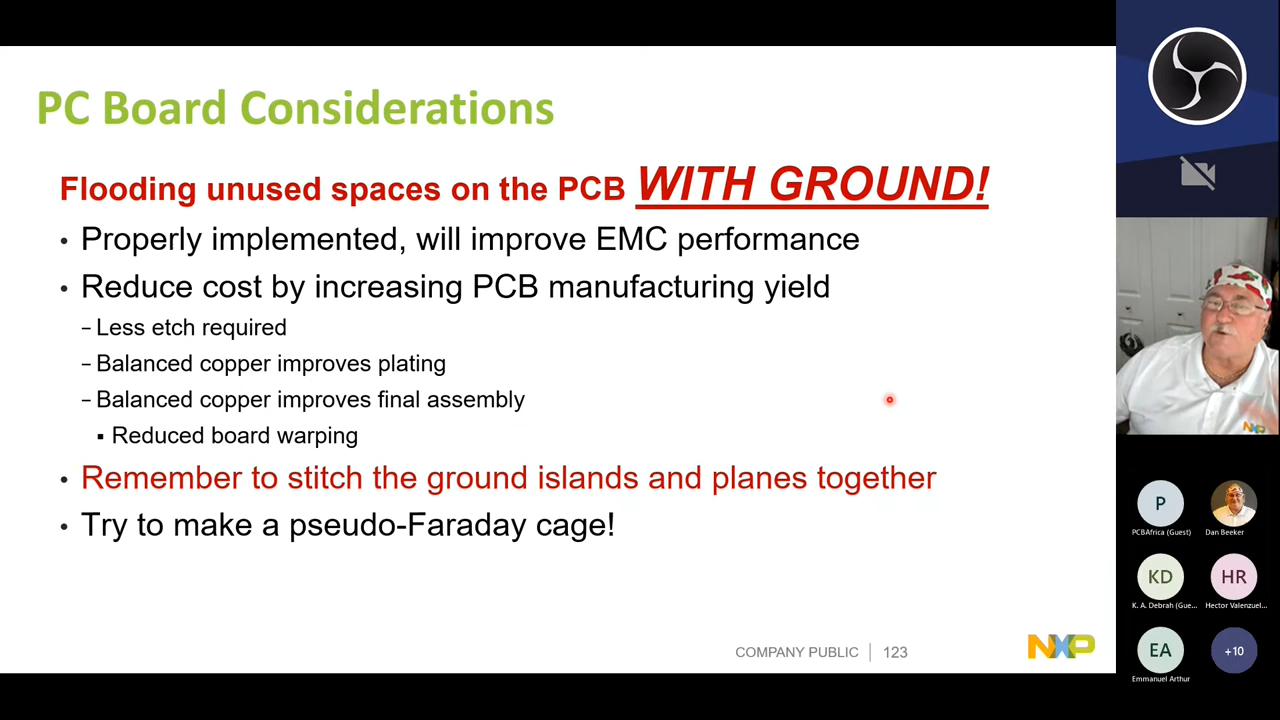 PC Board Considerations
Flooding unused spaces on the PCB WITH GROUND!
• Properly implemented, will improve EMC performance
• Reduce cost by increasing PCB manufacturing yield
– Less etch required
– Balanced copper improves plating
– Balanced copper improves final assembly
▪ Reduced board warping
• Remember to stitch the ground islands and planes together
• Try to make a pseudo-Faraday cage!
COMPANY PUBLIC | 123
NXP
NXP
P
PCBAfrica (Guest)
Dan Beeker
KD
K. A. Debrah (Gue...
HR
Hector Valenzuel...
EA
Emmanuel Arthur
+10